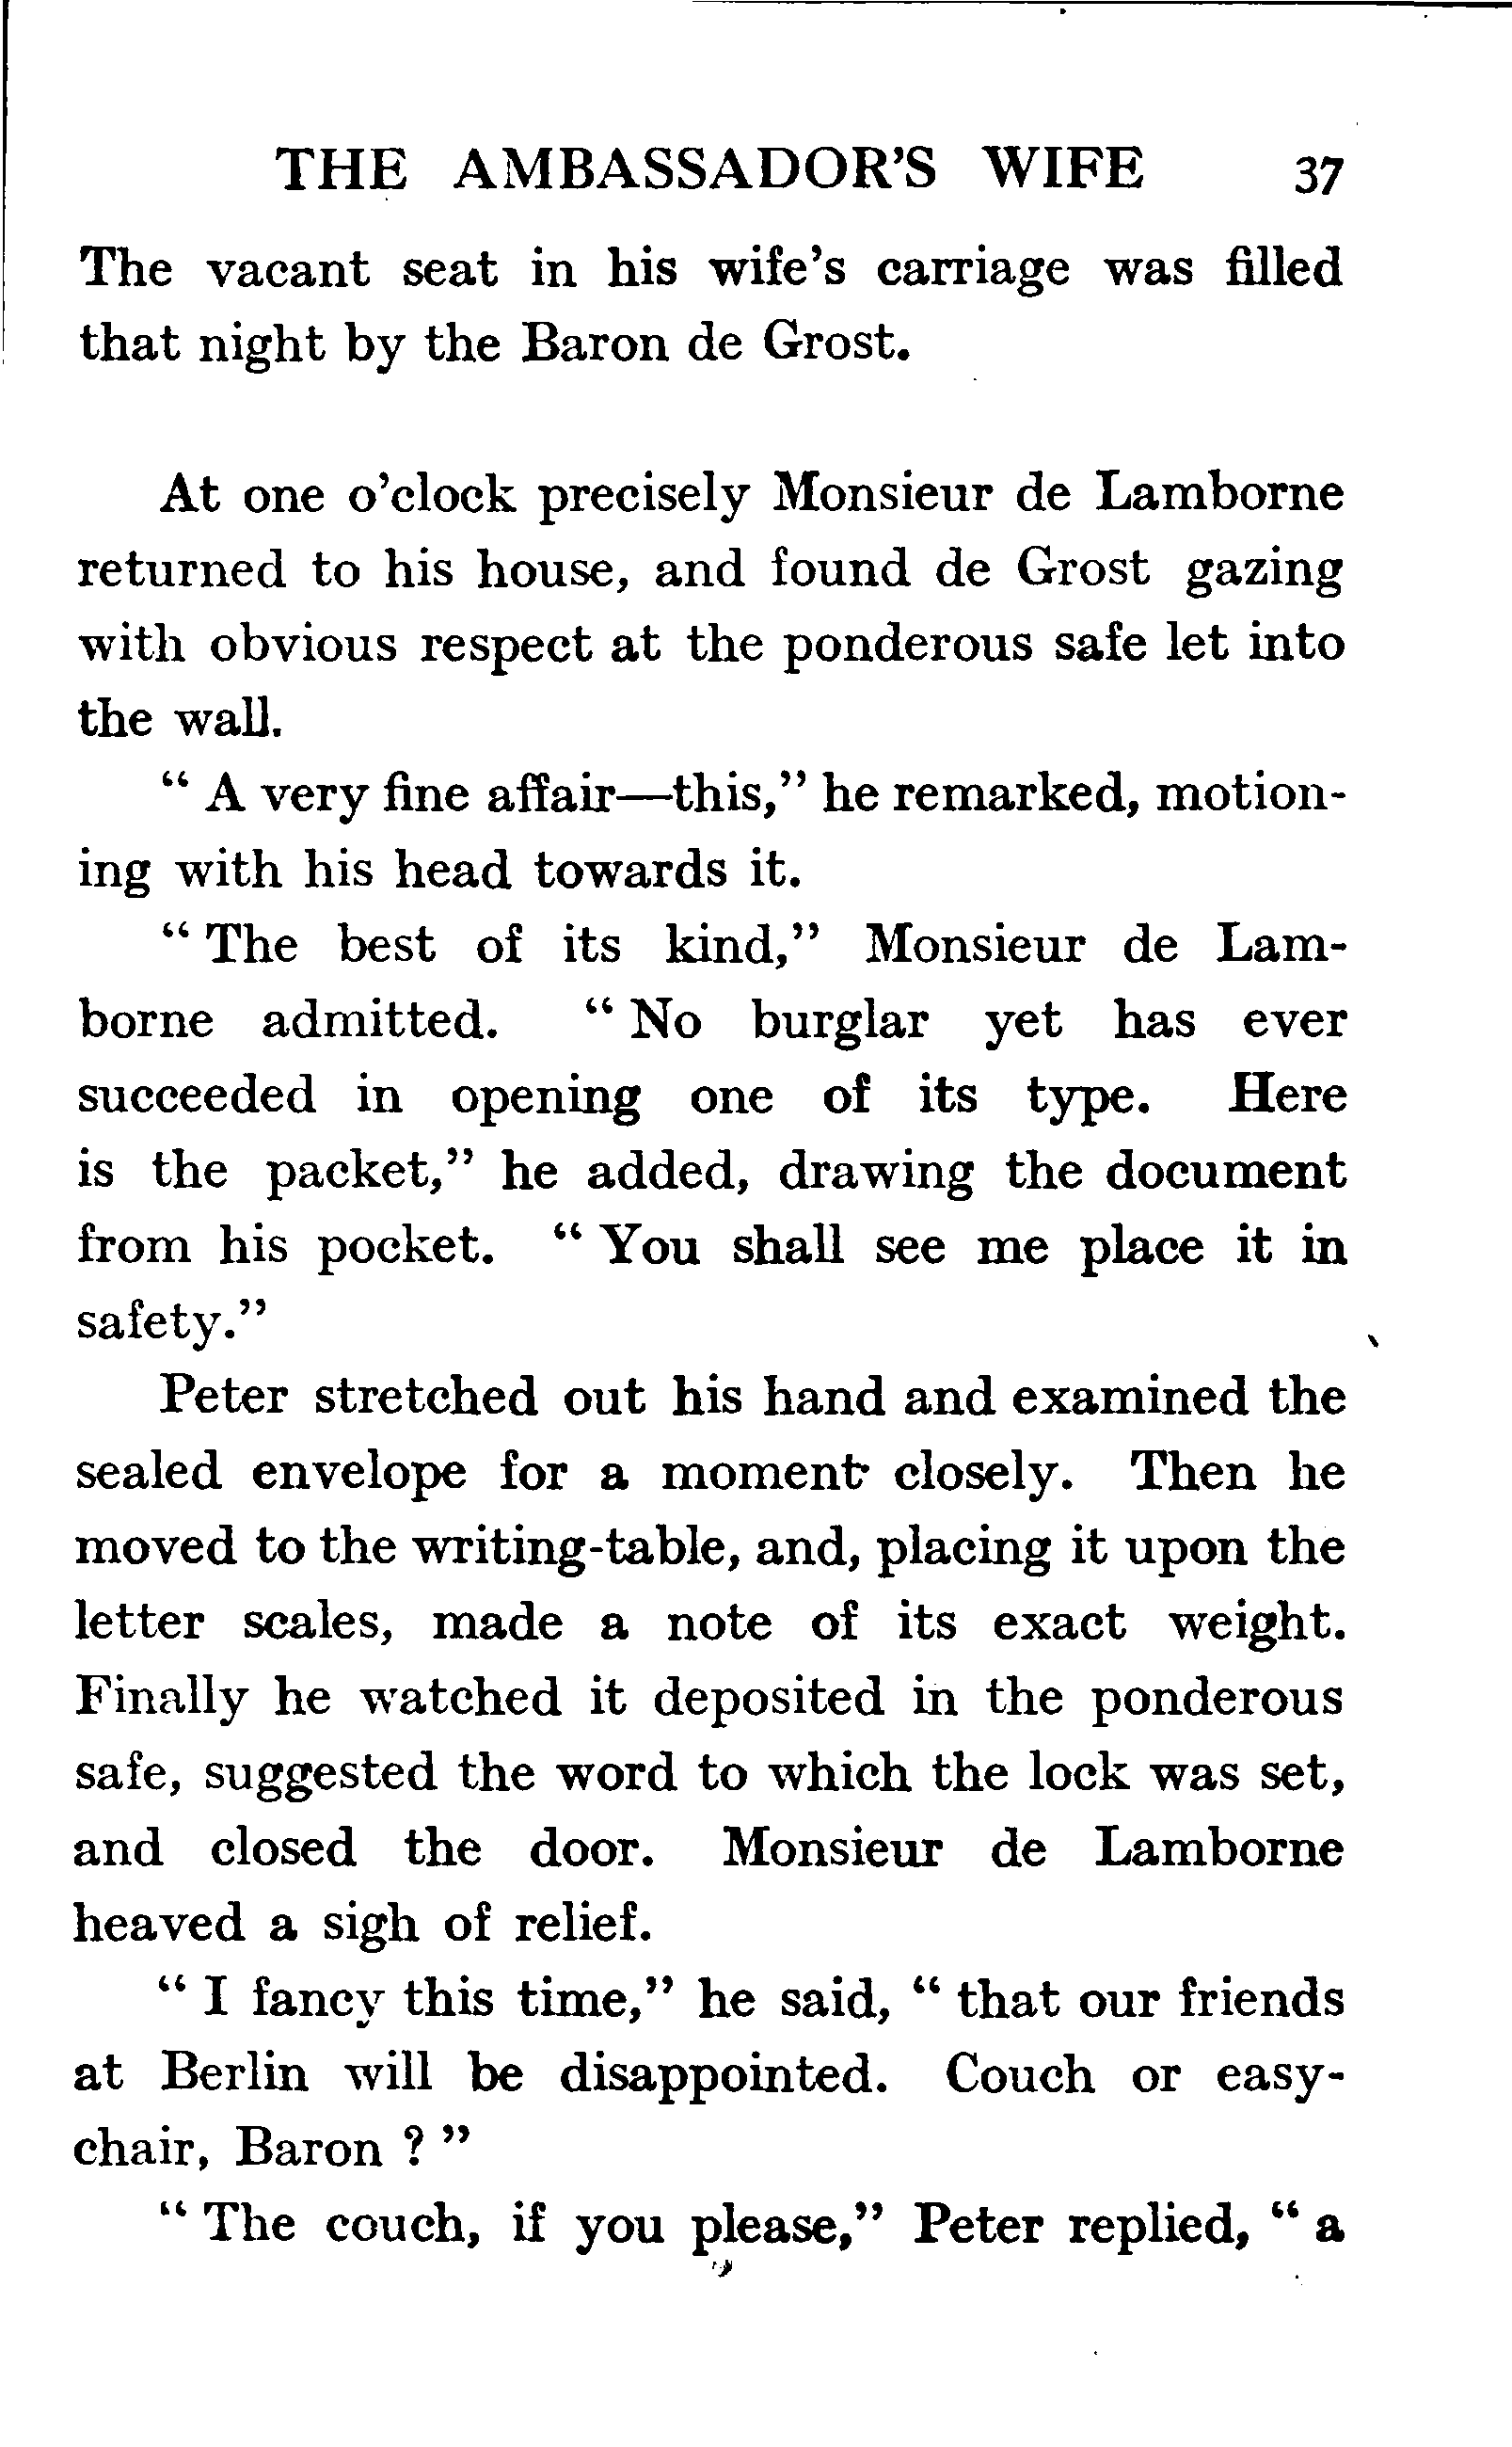 THE AMBASSADOR'S WIFE 37
The vacant seat in his wife's carriage was filled
that night by the Baron de Grost.
At one o'clock precisely Monsieur de Lamborne
returned to his house, and found de Grost gazing
with obvious respect at the ponderous safe let into
the wall.
" A very fine affair—this," he remarked, motion-
ing with his head towards it.
" The best of its kind," Monsieur de Lam-
borne admitted. " No burglar yet has ever
succeeded in opening one of its type. Here
is the packet," he added, drawing the document
from his pocket. " You shall see me place it in
safety."
Peter stretched out his hand and examined the
sealed envelope for a moment closely. Then he
moved to the writing-table, and, placing it upon the
letter scales, made a note of its exact weight.
Finally he watched it deposited in the ponderous
safe, suggested the word to which the lock was set,
and closed the door. Monsieur de Lamborne
heaved a sigh of relief.
" I fancy this time," he said, " that our friends
at Berlin will be disappointed. Couch or easy-
chair, Baron ? "
" The couch, if you please," Peter replied, " a